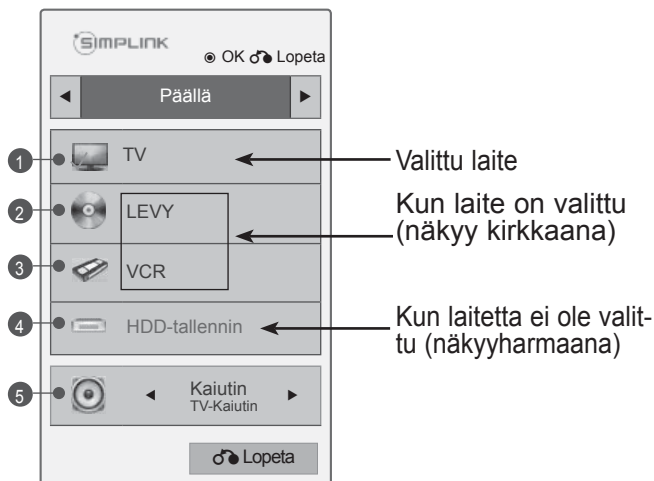 SIMPLINK
OK Lopeta
◄ Päällä ►
1 TV
Valittu laite
2 LEVY
Kun laite on valittu
(näkyy kirkkaana)
3 VCR
4 HDD-tallennin
Kun laitetta ei ole valit-
tu (näkyyharmaana)
5 ◄ Kaiutin ►
TV-Kaiutin
Lopeta